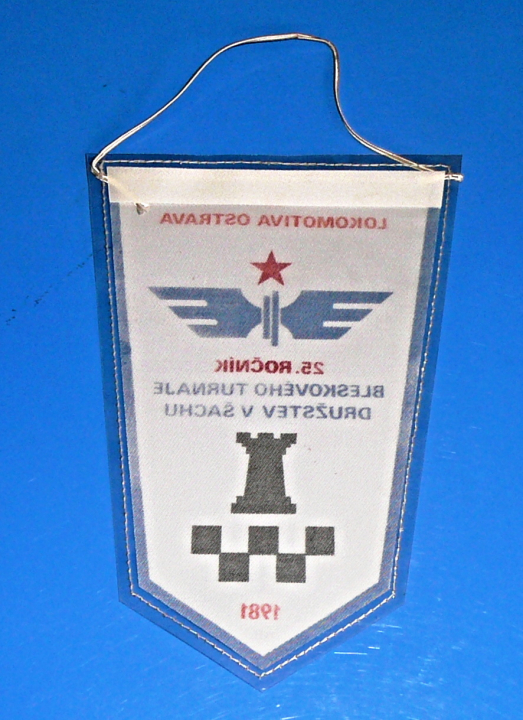 LOKOMOTIVA OSTRAVA
25. ROČNÍK
BLESKOVÉHO TURNAJE
DRUŽSTEV V ŠACHU
1981